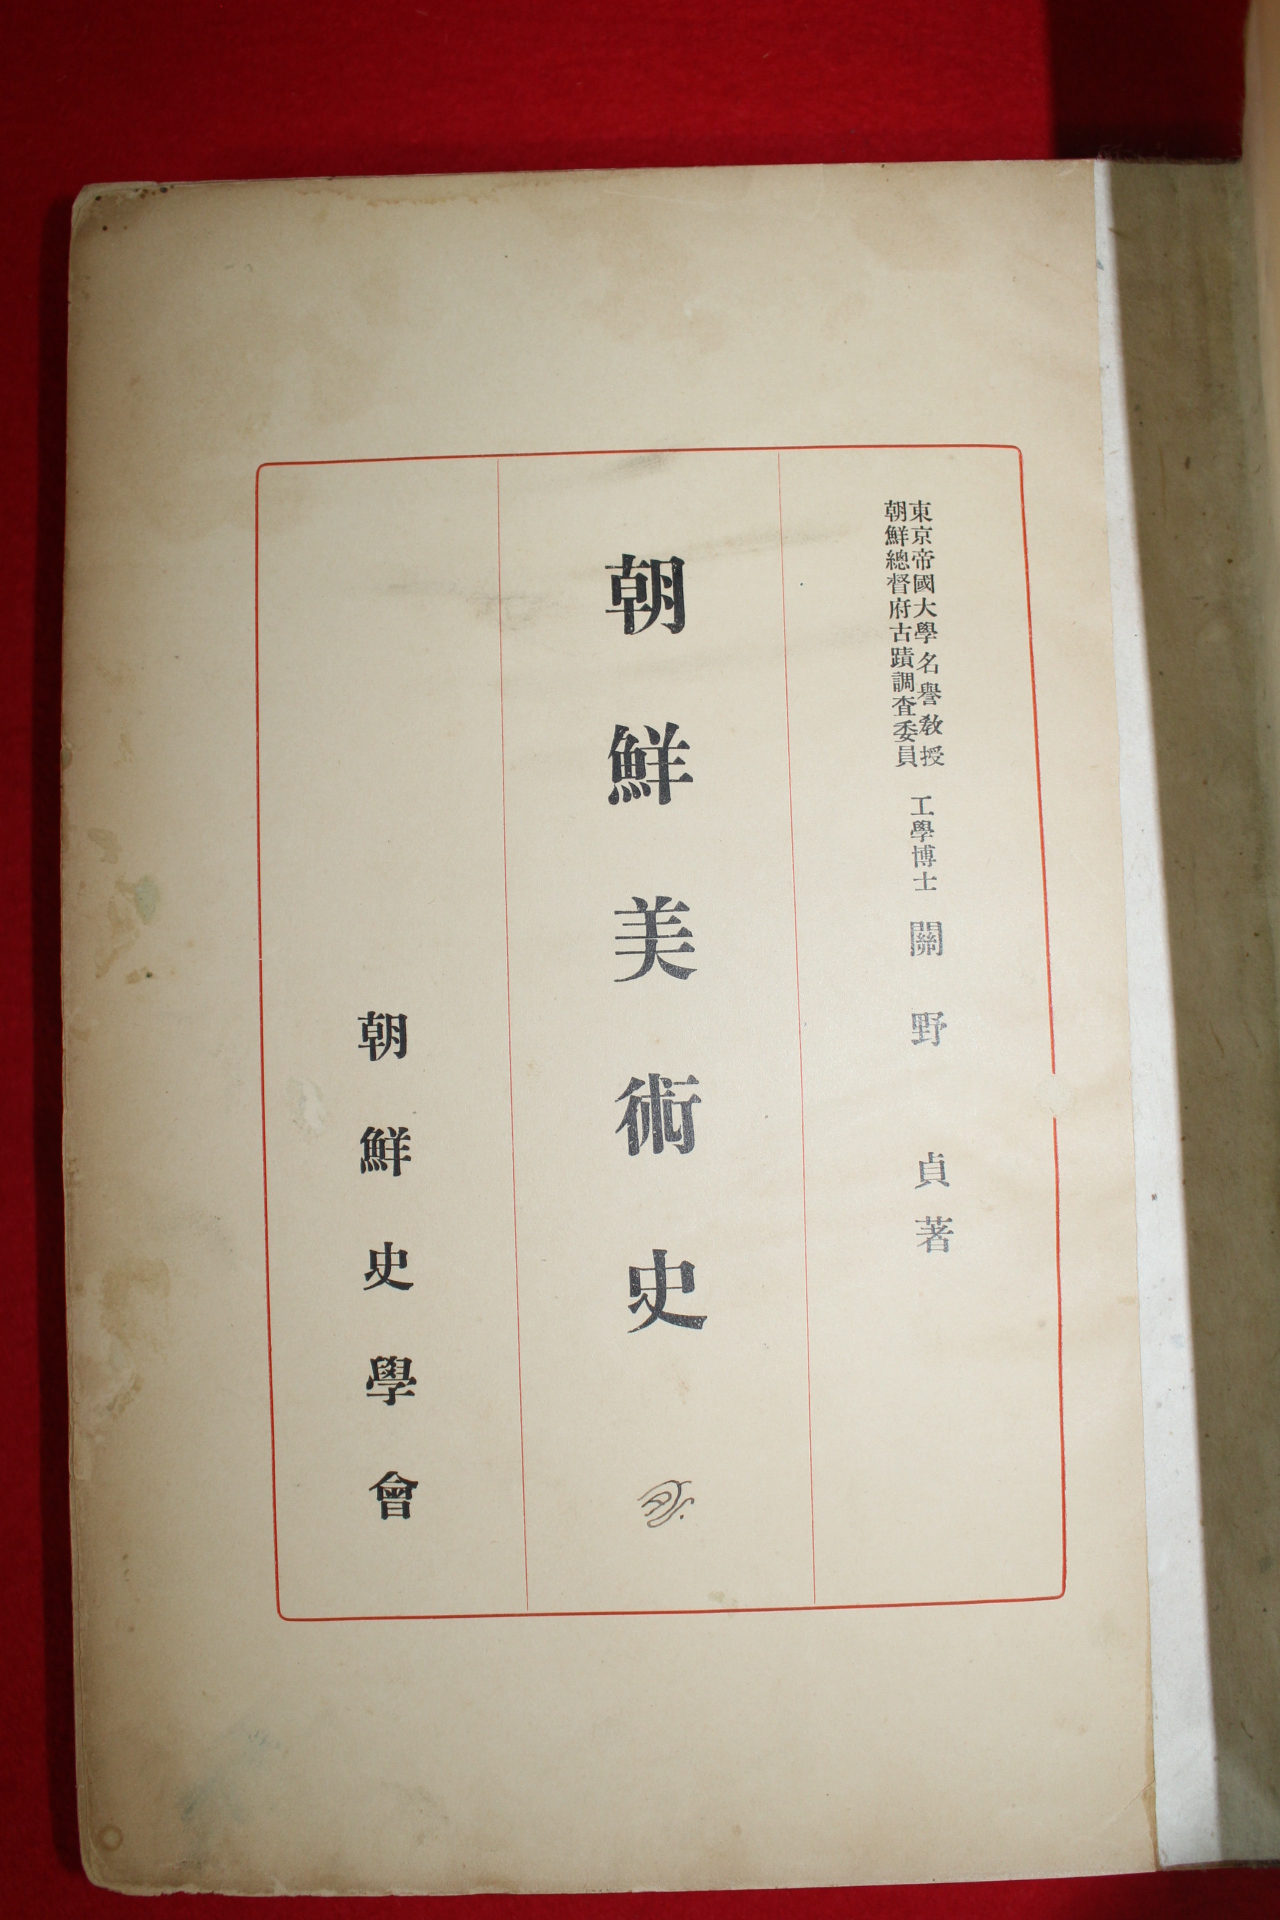 東京帝國大學名譽敎授
朝鮮總督府古蹟調査委員
工學博士 關野 貞著
朝鮮美術史
朝鮮史學會